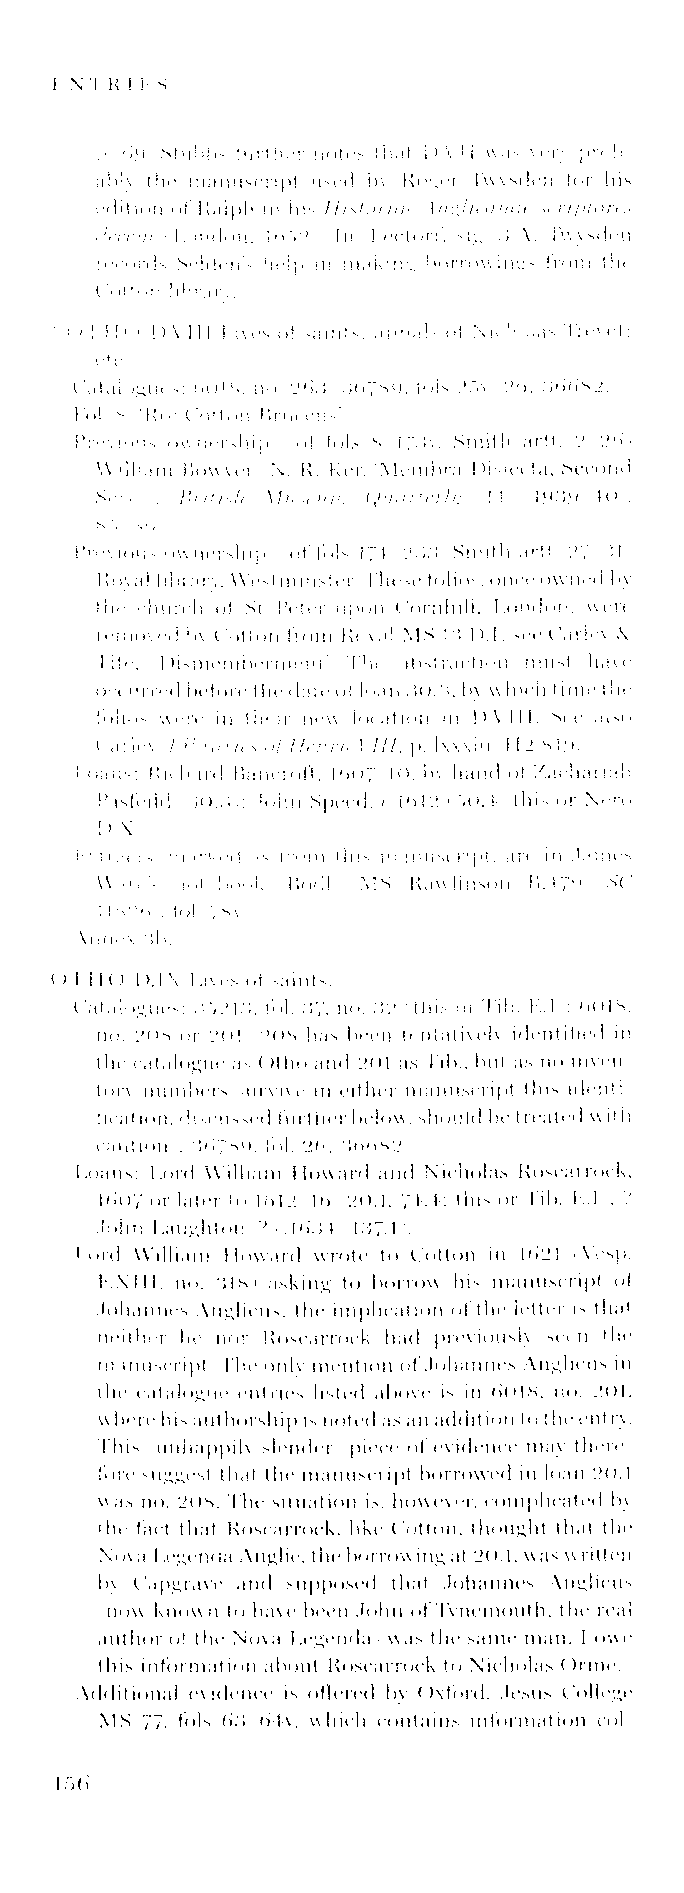 ENTRIES
p. 69. Stubbs further notes that D.VII was very prob-
ably the manuscript used by Roger Twysden for his
edition of Ralph in his Historiae Anglicanae scriptores
decem (London, 1652). In 'Lectori', sig. Twysden
records Selden's help in making borrowings from the
Cotton library.
OTHO D.VIII Lives of saints; annals of Nicholas Trevet;
etc.
Catalogues: 6018, no. 263; 36789, fols 25v, 26; 36682.
Fol. 8: 'Rob Cotton Bruceus'.
Previous ownership: (of fols 8–173v, Smith artt. 2–26)
William Bowyer: N. R. Ker, 'Membra Disiecta, Second
Series', British Museum Quarterly, 14 (1939–40),
Previous ownership: (of fols 174–233, Smith artt. 27–31)
Royal library, Westminster. These folios, once owned by
the church of St Peter upon Cornhill, London, were
removed by Cotton from Royal MS 13 D.I, see Carley &
Tite, 'Dismemberment'. The abstraction must have
occurred before the date of loan 30.3, by which time the
folios were in their new location in D.VIII. See also
Carley, Libraries of Henry VIII, p. lxxxiii, H2.819.
Loans: Richard Bancroft, 1607–10, by hand of Zachariah
Pasfeild (30.3); John Speed, c.1612 (50.4: this or Nero
D.X).
Extracts, marked as from this manuscript, are in James
Ware's notebook, (Bodl.) MS Rawlinson B.479 (SC
11826), fol. 78v.
Annex 3b.
OTHO D.IX Lives of saints.
Catalogues: 35213, fol. 37, no. 32 (this or Tib. E.I); 6018,
no. 208 or 201 (208 has been tentatively identified in
the catalogue as Otho and 201 as Tib., but as no inven-
tory numbers survive in either manuscript this identi-
fication, discussed further below, should be treated with
caution); 36789, fol. 26; 36682.
Loans: Lord William Howard and Nicholas Roscarrock,
1607 or later to 1612–16 (20.1, 74.4: this or Tib. E.I); ?
John Laughton, ? c.1634 (137.1).
Lord William Howard wrote to Cotton in 1621 (Vesp.
F.XIII, no. 318) asking to borrow his manuscript of
Johannes Anglicus; the implication of the letter is that
neither he nor Roscarrock had previously seen the
manuscript. The only mention of Johannes Anglicus in
the catalogue entries listed above is in 6018, no. 201,
where his authorship is noted as an addition to the entry.
This (unhappily slender) piece of evidence may there-
fore suggest that the manuscript borrowed in loan 20.1
was no. 208. The situation is, however, complicated by
the fact that Roscarrock, like Cotton, thought that the
Nova Legenda Anglie, the borrowing at 20.1, was written
by Capgrave and supposed that Johannes Anglicus
(now known to have been John of Tynemouth, the real
author of the Nova Legenda) was the same man. I owe
this information about Roscarrock to Nicholas Orme.
Additional evidence is offered by Oxford, Jesus College
MS 77, fols 63–64v, which contains information col-
156